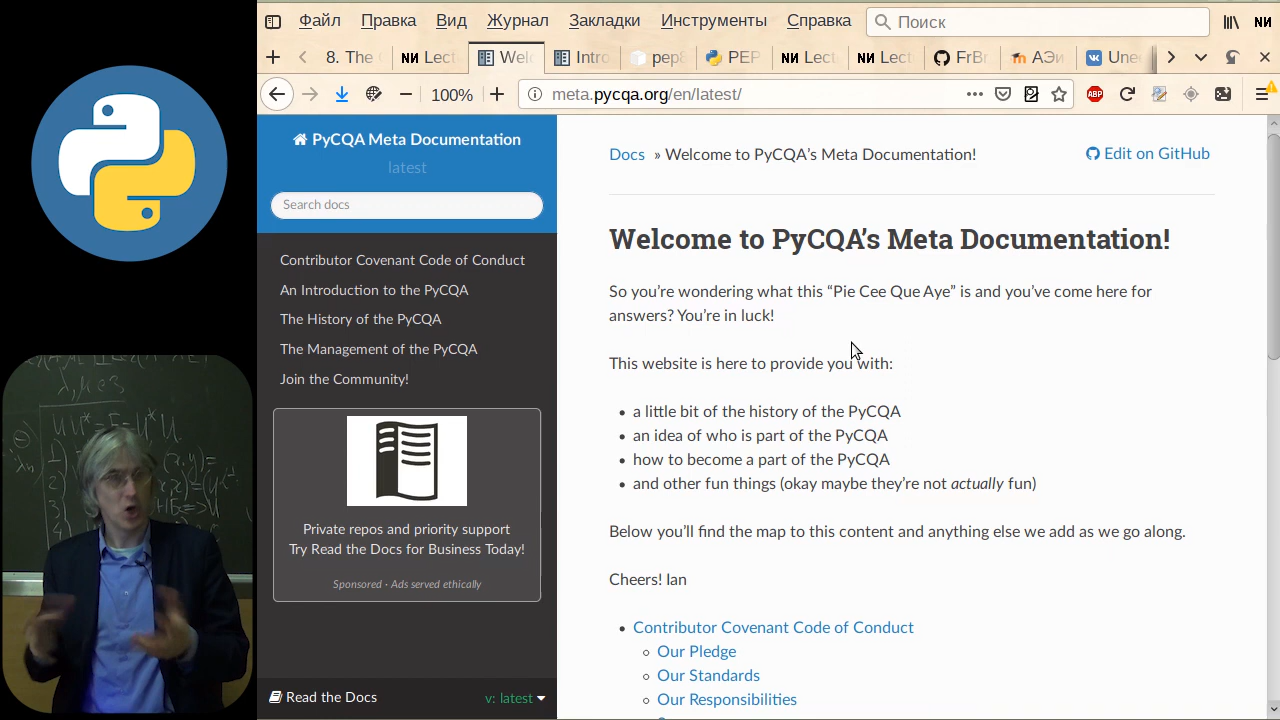 Файл Правка Вид Журнал Закладки Инструменты Справка Поиск
8. The Lect Welc Intro pep8 PEP Lect Lect FrBr АЭи Une
100% meta.pycqa.org/en/latest/ ABP
PyCQA Meta Documentation
latest
Search docs
Contributor Covenant Code of Conduct
An Introduction to the PyCQA
The History of the PyCQA
The Management of the PyCQA
Join the Community!
Private repos and priority support
Try Read the Docs for Business Today!
Sponsored · Ads served ethically
Read the Docs v: latest
Docs » Welcome to PyCQA’s Meta Documentation!
Edit on GitHub
Welcome to PyCQA’s Meta Documentation!
So you’re wondering what this “Pie Cee Que Aye” is and you’ve come here for
answers? You’re in luck!
This website is here to provide you with:
• a little bit of the history of the PyCQA
• an idea of who is part of the PyCQA
• how to become a part of the PyCQA
• and other fun things (okay maybe they’re not actually fun)
Below you’ll find the map to this content and anything else we add as we go along.
Cheers! Ian
• Contributor Covenant Code of Conduct
◦ Our Pledge
◦ Our Standards
◦ Our Responsibilities